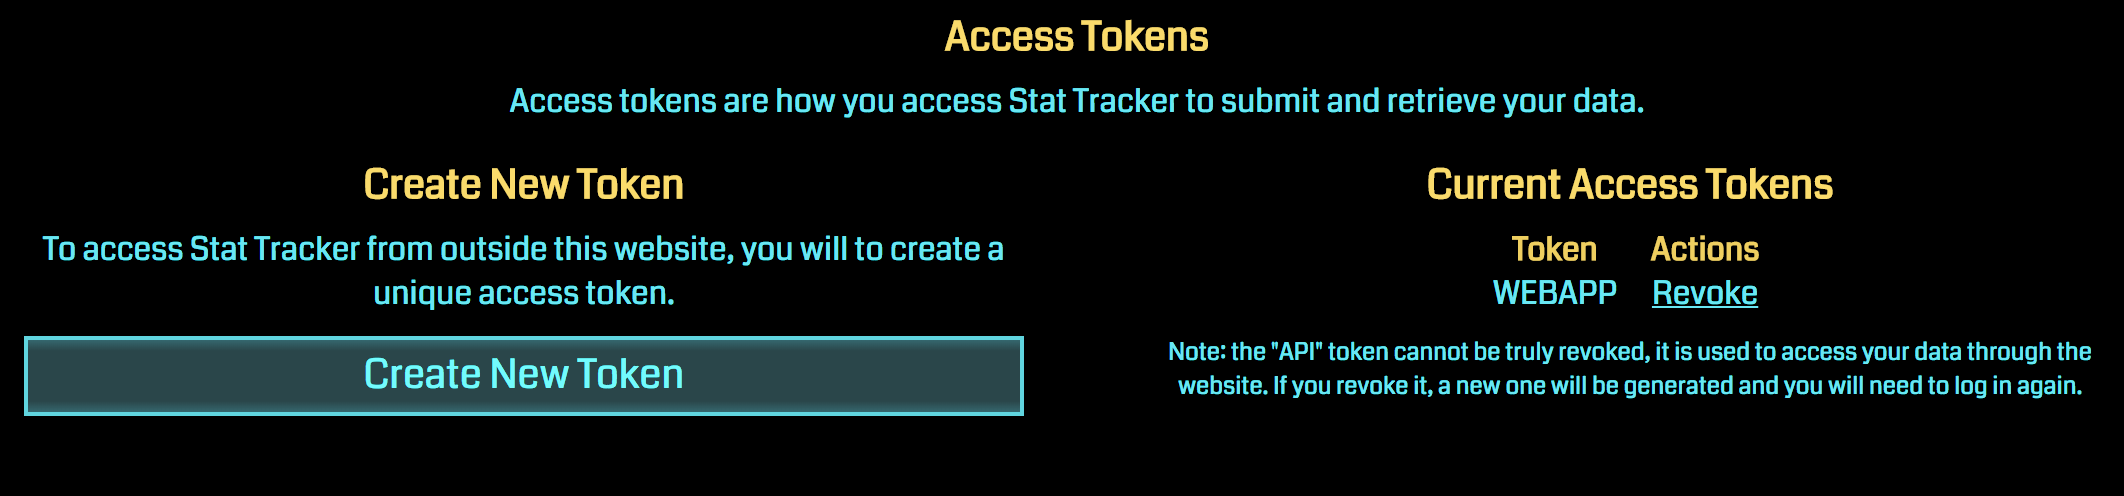 Access Tokens
Access tokens are how you access Stat Tracker to submit and retrieve your data.
Create New Token
To access Stat Tracker from outside this website, you will to create a
unique access token.
Create New Token
Current Access Tokens
Token Actions
WEBAPP Revoke
Note: the "API" token cannot be truly revoked, it is used to access your data through the
website. If you revoke it, a new one will be generated and you will need to log in again.